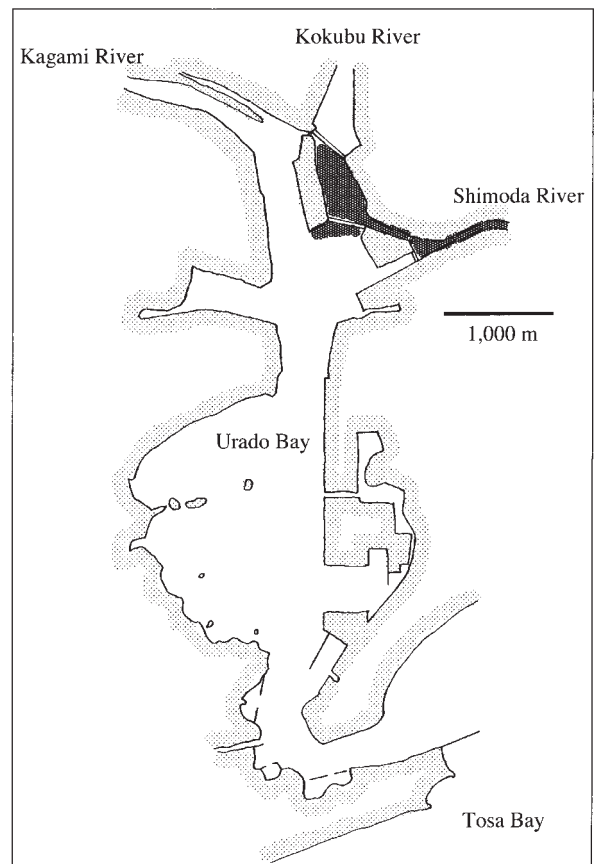 Kokubu River
Kagami River
Shimoda River
1,000 m
Urado Bay
Tosa Bay